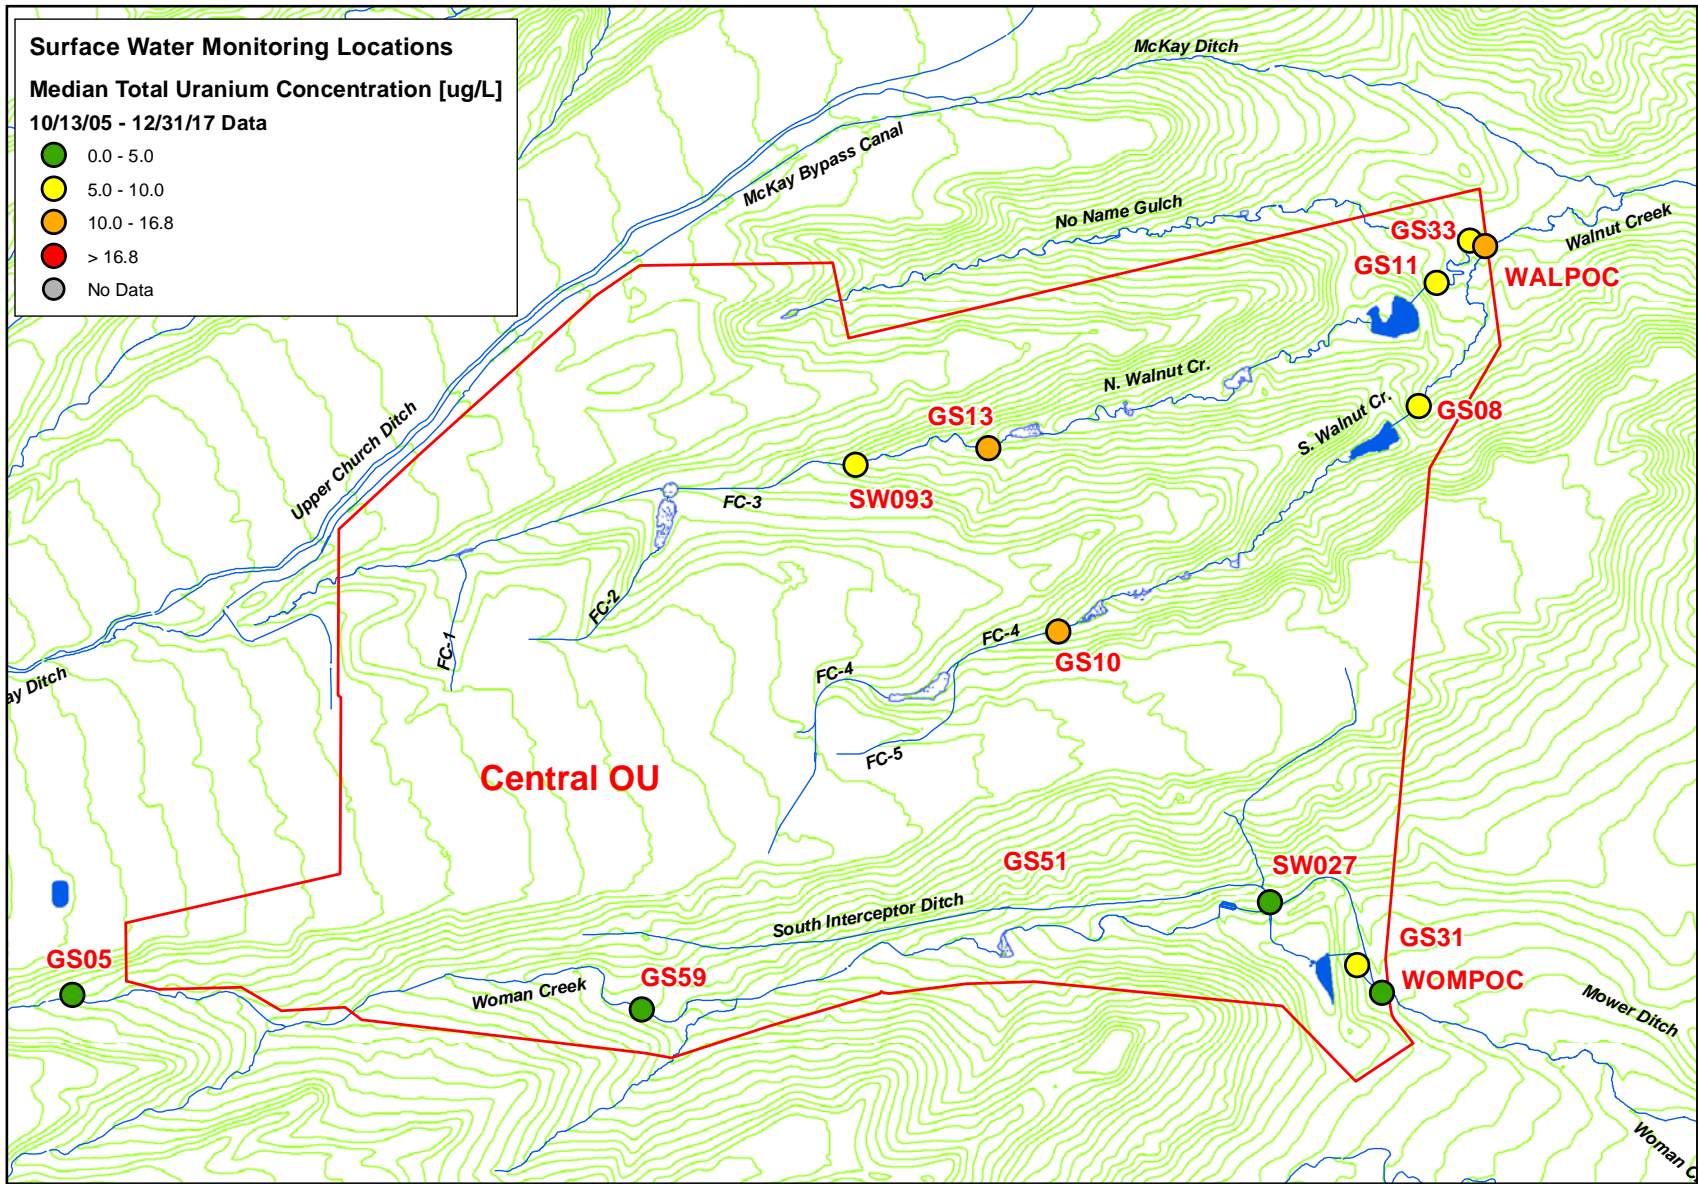 Surface Water Monitoring Locations
Median Total Uranium Concentration [ug/L]
10/13/05 - 12/31/17 Data
0.0 - 5.0
5.0 - 10.0
10.0 - 16.8
> 16.8
No Data
McKay Ditch
McKay Bypass Canal
No Name Gulch
Walnut Creek
GS33
GS11
WALPOC
N. Walnut Cr.
Upper Church Ditch
GS13
S. Walnut Cr.
GS08
SW093
FC-3
FC-2
FC-1
FC-4
GS10
FC-4
ay Ditch
FC-5
Central OU
GS51
SW027
South Interceptor Ditch
GS31
GS05
GS59
WOMPOC
Woman Creek
Mower Ditch
Woman C